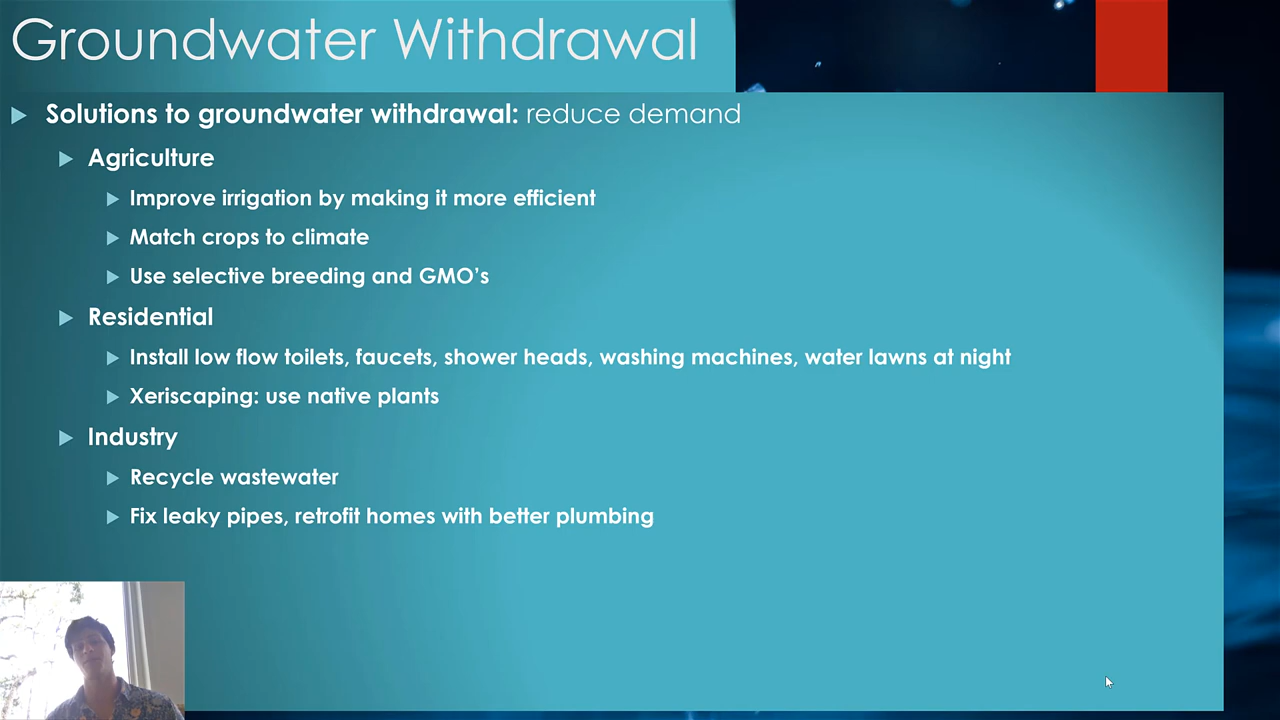 Groundwater Withdrawal
Solutions to groundwater withdrawal: reduce demand
Agriculture
Improve irrigation by making it more efficient
Match crops to climate
Use selective breeding and GMO's
Residential
Install low flow toilets, faucets, shower heads, washing machines, water lawns at night
Xeriscaping: use native plants
Industry
Recycle wastewater
Fix leaky pipes, retrofit homes with better plumbing